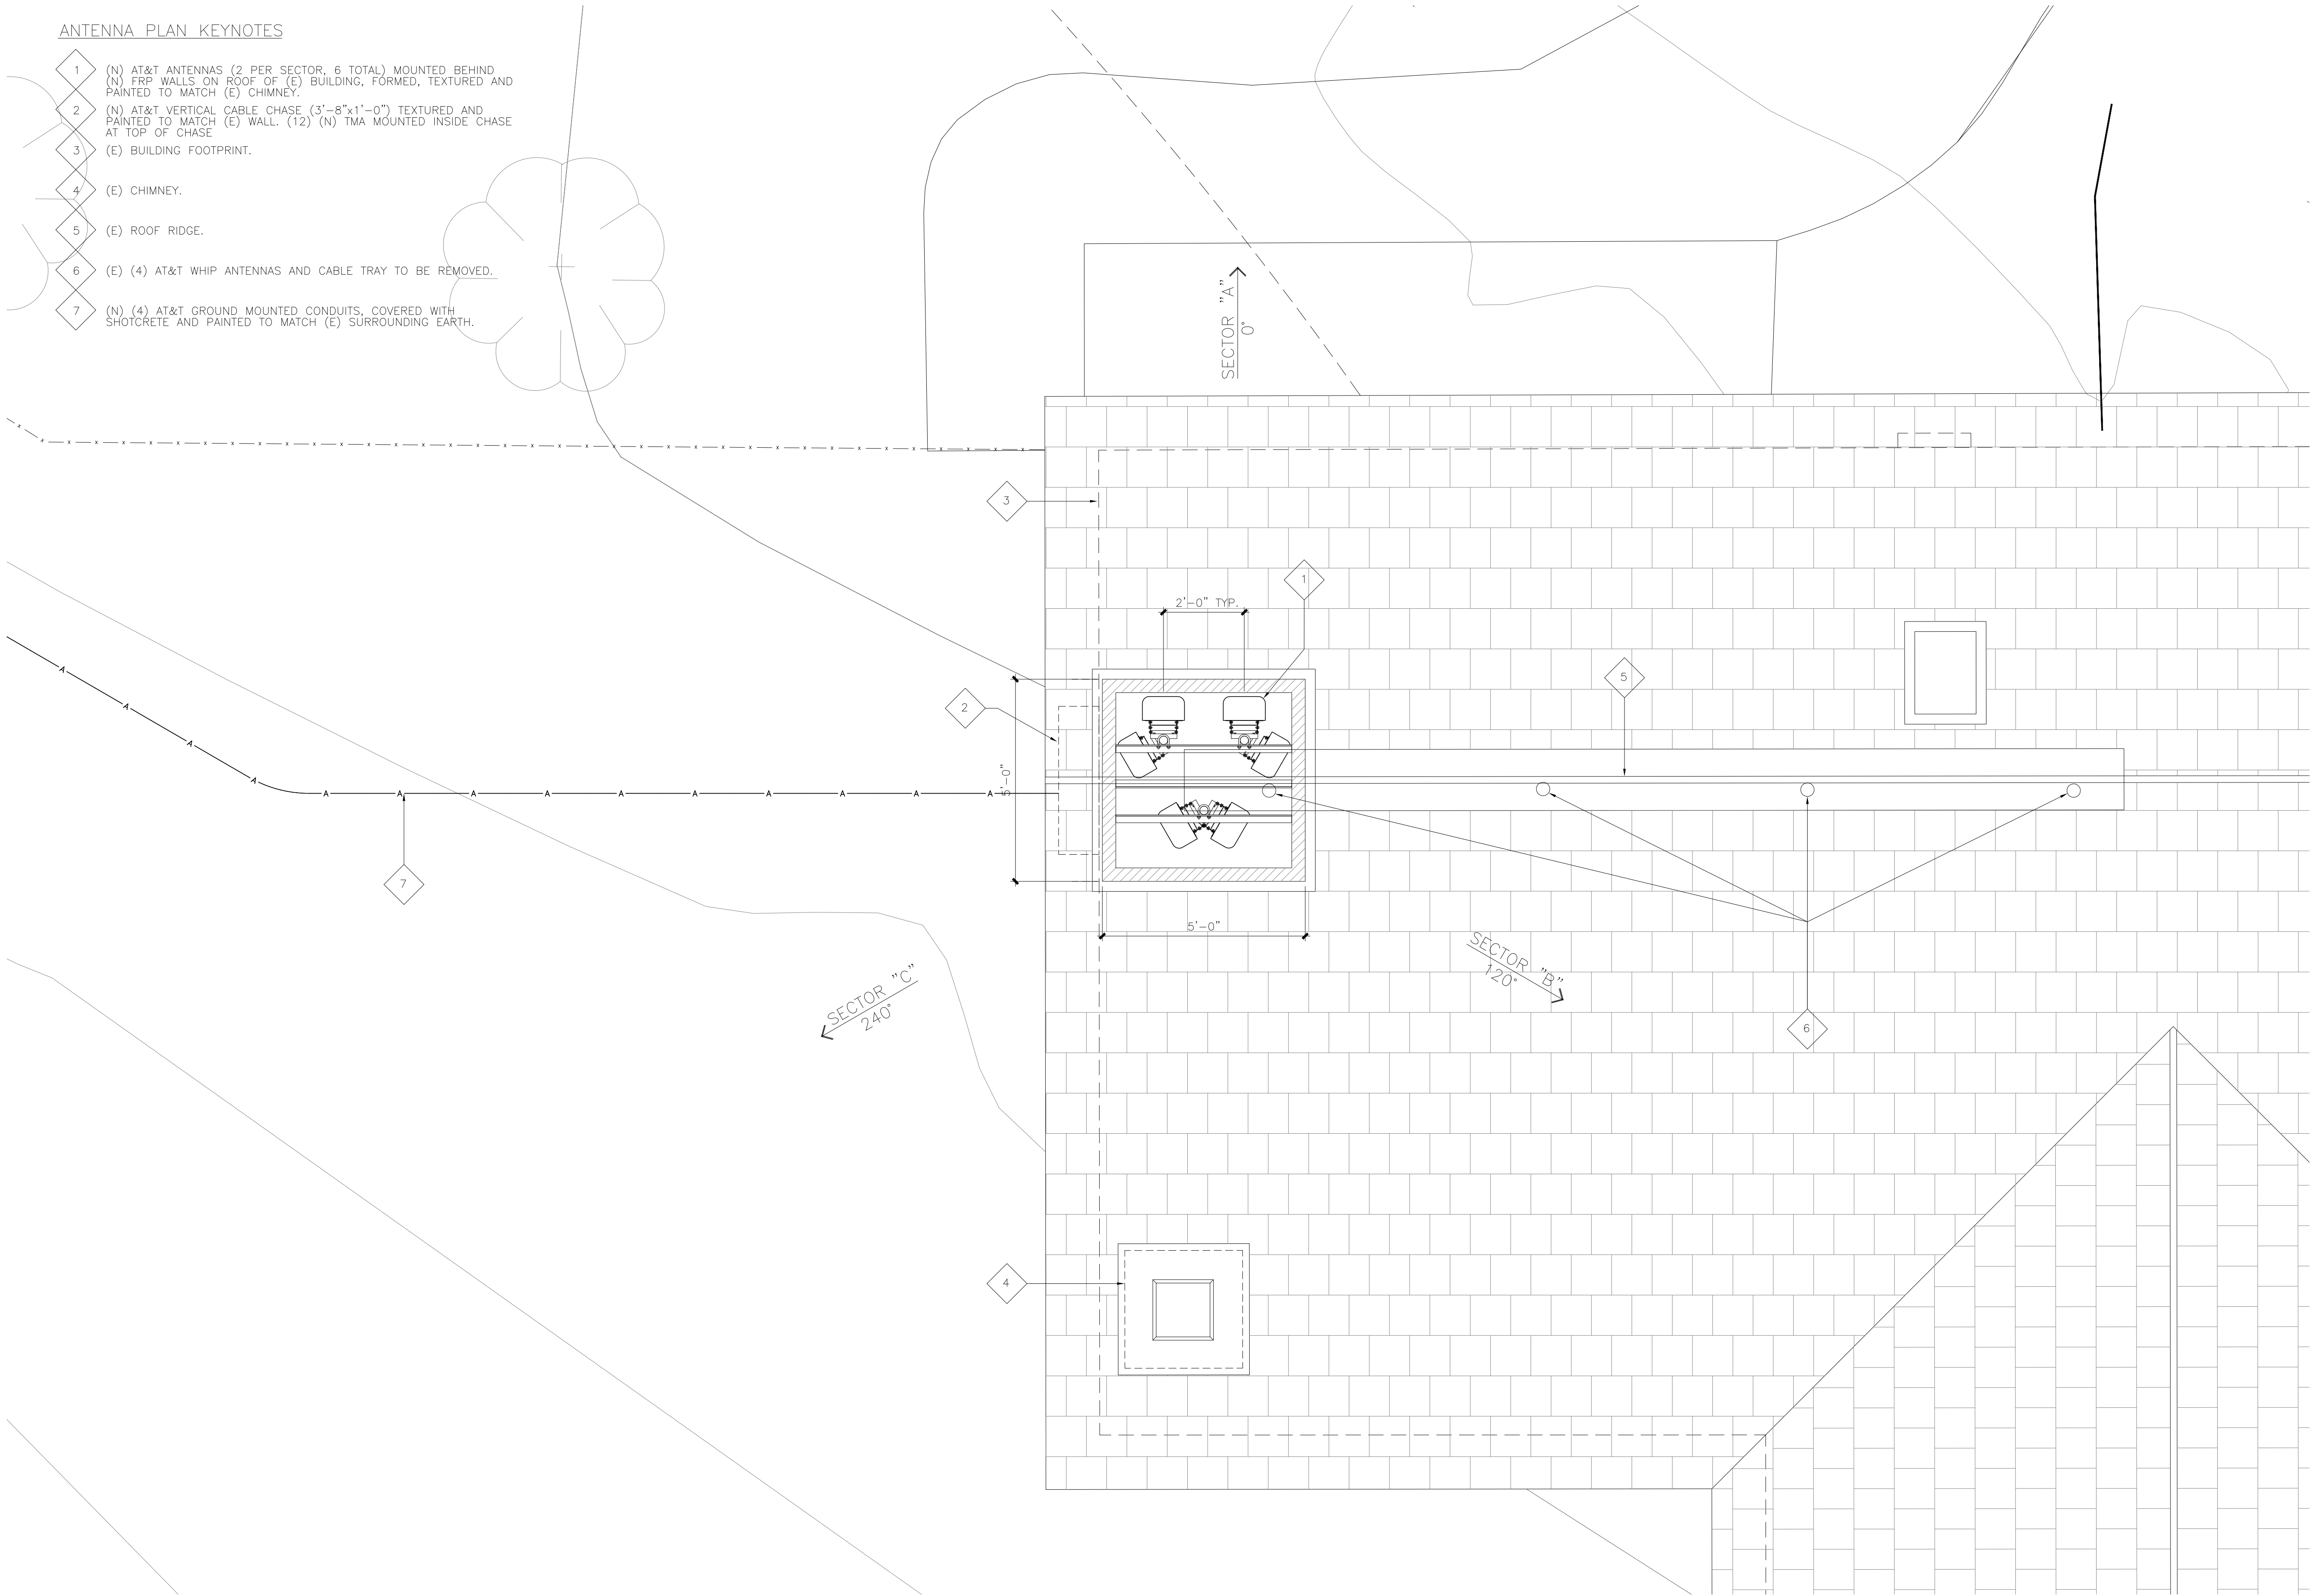 ANTENNA PLAN KEYNOTES
1 (N) AT&T ANTENNAS (2 PER SECTOR, 6 TOTAL) MOUNTED BEHIND
(N) FRP WALLS ON ROOF OF (E) BUILDING, FORMED, TEXTURED AND
PAINTED TO MATCH (E) CHIMNEY.
2 (N) AT&T VERTICAL CABLE CHASE (3'-8"x1'-0") TEXTURED AND
PAINTED TO MATCH (E) WALL. (12) (N) TMA MOUNTED INSIDE CHASE
AT TOP OF CHASE
3 (E) BUILDING FOOTPRINT.
4 (E) CHIMNEY.
5 (E) ROOF RIDGE.
6 (E) (4) AT&T WHIP ANTENNAS AND CABLE TRAY TO BE REMOVED.
7 (N) (4) AT&T GROUND MOUNTED CONDUITS, COVERED WITH
SHOTCRETE AND PAINTED TO MATCH (E) SURROUNDING EARTH.
SECTOR "A"
0°
x x x x x x x x x x x x x x x x x x x x
3
1
2'-0" TYP.
5
2
5'-0"
A A A A A A A A A A A A A A
7
5'-0"
SECTOR "B"
120°
SECTOR "C"
240°
6
4